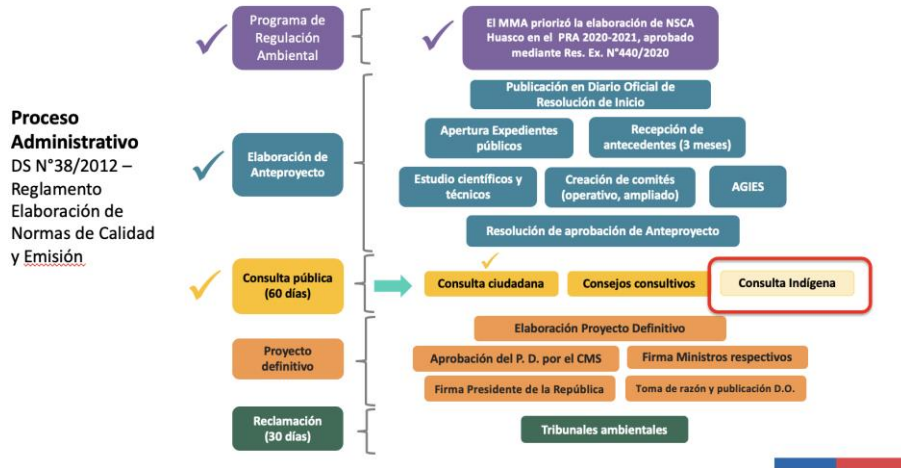 Proceso
Administrativo
DS N°38/2012 –
Reglamento
Elaboración de
Normas de Calidad
y Emisión
Programa de
Regulación
Ambiental
El MMA priorizó la elaboración de NSCA
Huasco en el PRA 2020-2021, aprobado
mediante Res. Ex. N°440/2020
Elaboración de
Anteproyecto
Publicación en Diario Oficial de
Resolución de Inicio
Apertura Expedientes
públicos
Recepción de
antecedentes (3 meses)
Estudio científicos y
técnicos
Creación de comités
(operativo, ampliado)
AGIES
Resolución de aprobación de Anteproyecto
Consulta pública
(60 días)
Consulta ciudadana
Consejos consultivos
Consulta Indígena
Proyecto
definitivo
Elaboración Proyecto Definitivo
Aprobación del P. D. por el CMS
Firma Ministros respectivos
Firma Presidente de la República
Toma de razón y publicación D.O.
Reclamación
(30 días)
Tribunales ambientales